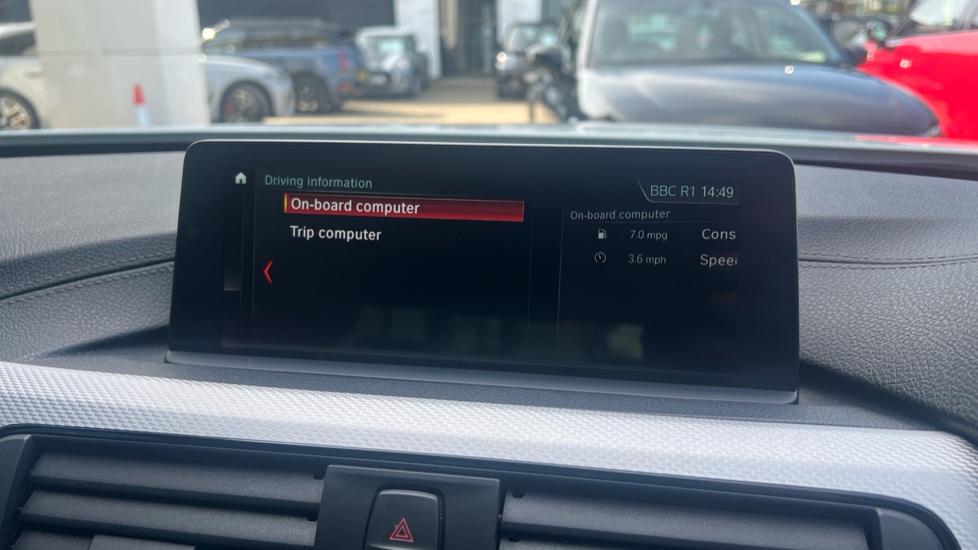 Driving information
BBC R1 14:49
On-board computer
Trip computer
On-board computer
7.0 mpg Cons
3.6 mph Spee